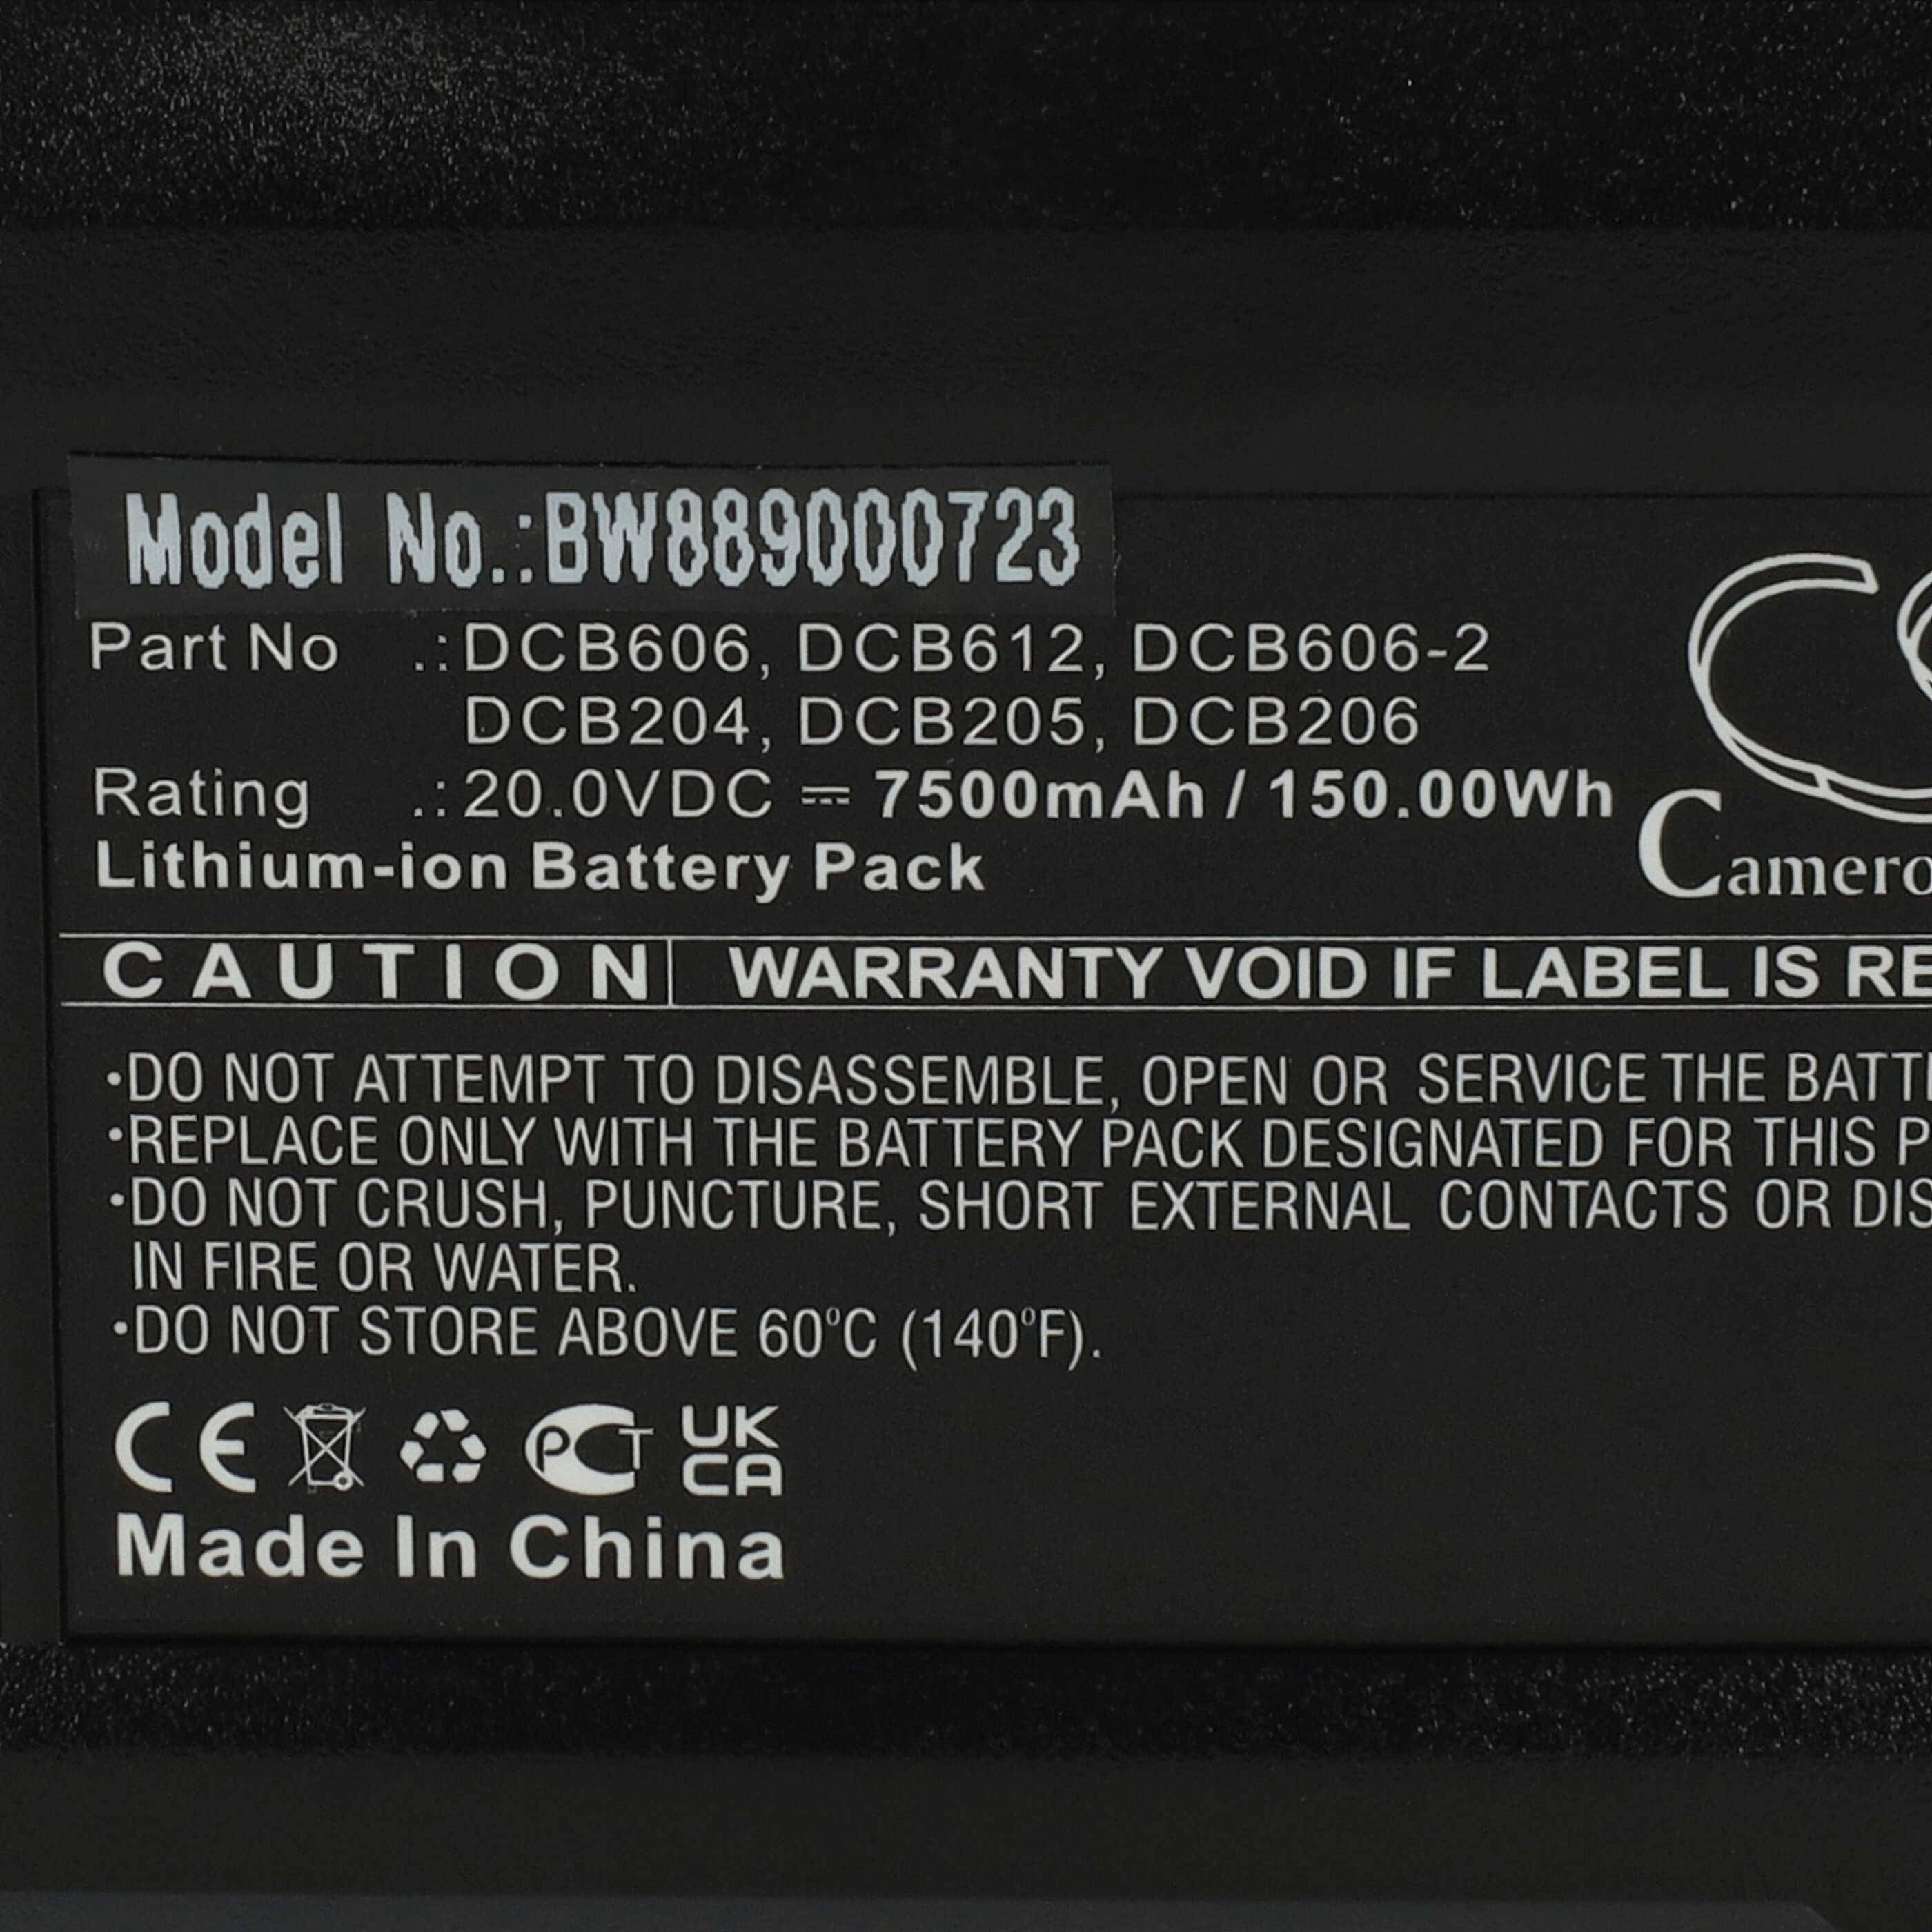 Model No.:BW889000723
Part No .:DCB606, DCB612, DCB606-2
DCB204, DCB205, DCB206
Rating .:20.0VDC ⎓ 7500mAh / 150.00Wh
Lithium-ion Battery Pack
CS
Camero
CAUTION WARRANTY VOID IF LABEL IS RE
•DO NOT ATTEMPT TO DISASSEMBLE, OPEN OR SERVICE THE BATT
•REPLACE ONLY WITH THE BATTERY PACK DESIGNATED FOR THIS P
•DO NOT CRUSH, PUNCTURE, SHORT EXTERNAL CONTACTS OR DIS
IN FIRE OR WATER.
•DO NOT STORE ABOVE 60°C (140°F).
CE PCT UK
CA
Made In China